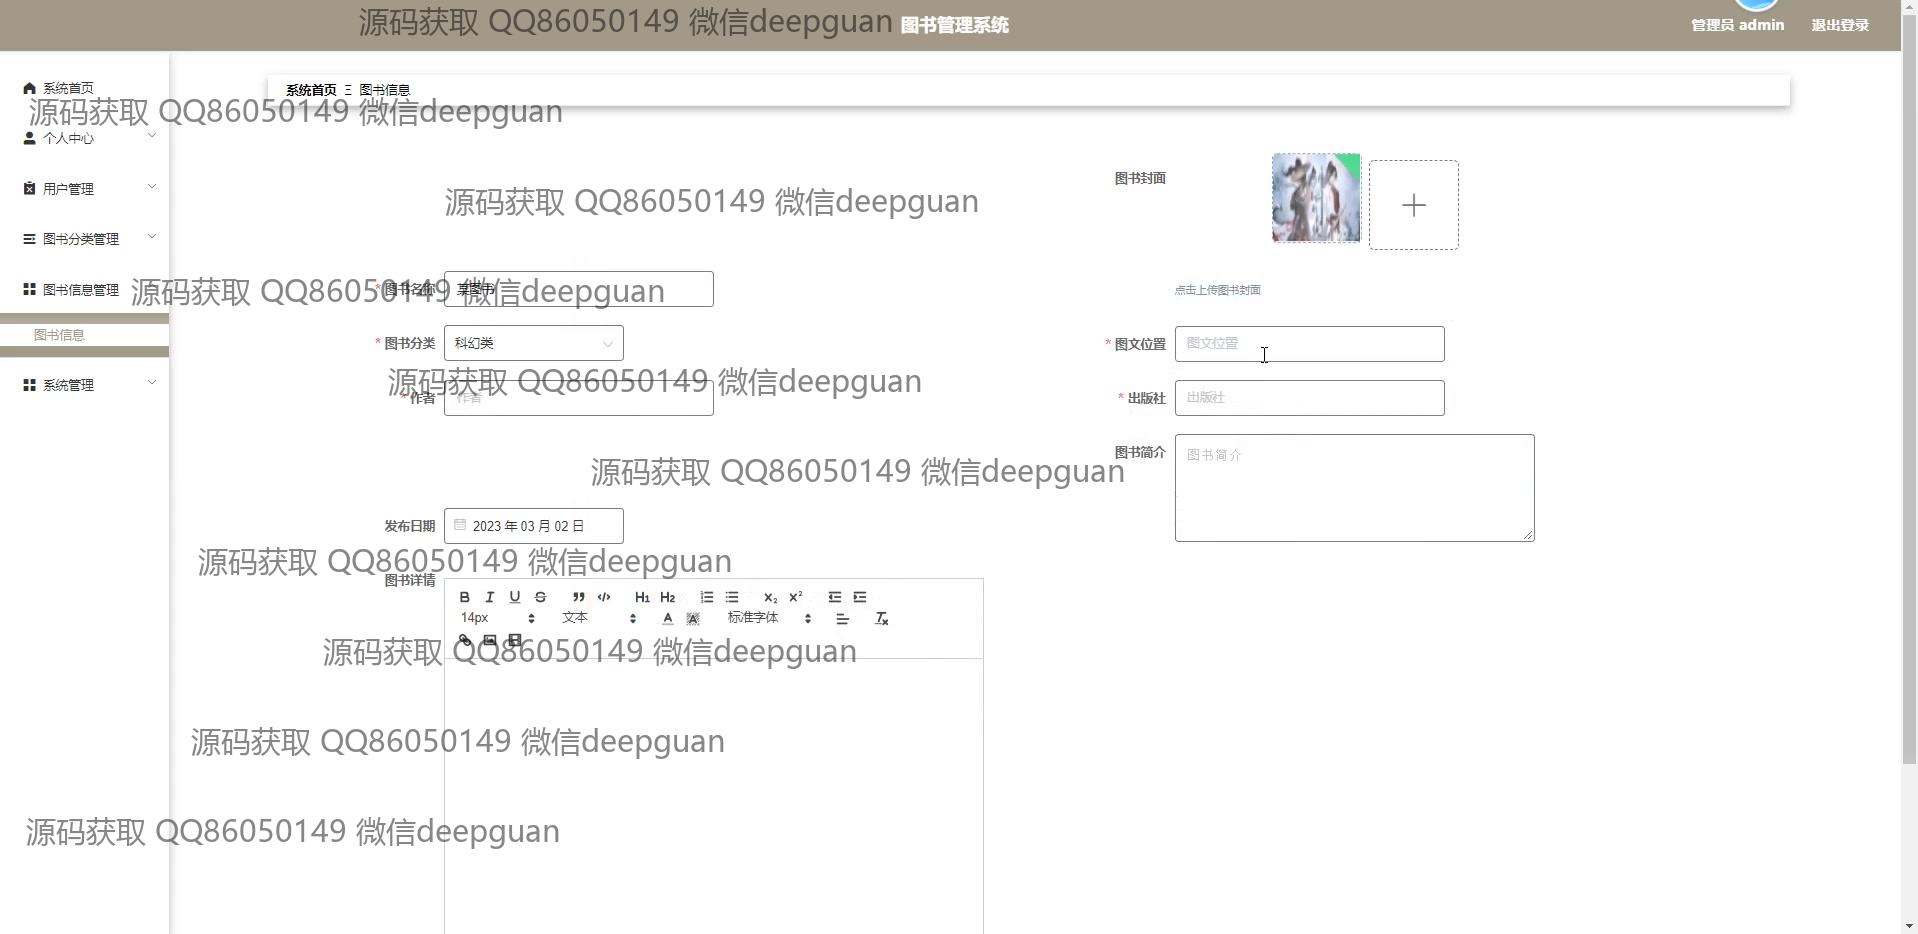 源码获取 QQ86050149 微信deepguan
图书管理系统
管理员 admin
退出登录
系统首页
系统首页 Ξ 图书信息
源码获取 QQ86050149 微信deepguan
个人中心
图书封面
用户管理
源码获取 QQ86050149 微信deepguan
图书分类管理
图书信息管理
源码获取 QQ86050149 微信deepguan
* 图书名称
点击上传图书封面
图书信息
* 图书分类 科幻类
* 图文位置 图文位置
系统管理
源码获取 QQ86050149 微信deepguan
* 作者 作者
* 出版社 出版社
图书简介 图书简介
源码获取 QQ86050149 微信deepguan
发布日期 2023 年 03 月 02 日
源码获取 QQ86050149 微信deepguan
图书详情
B I U S ” </> H1 H2 X2 X2
14px 文本 A A 标准字体 Tx
源码获取 QQ86050149 微信deepguan
源码获取 QQ86050149 微信deepguan
源码获取 QQ86050149 微信deepguan